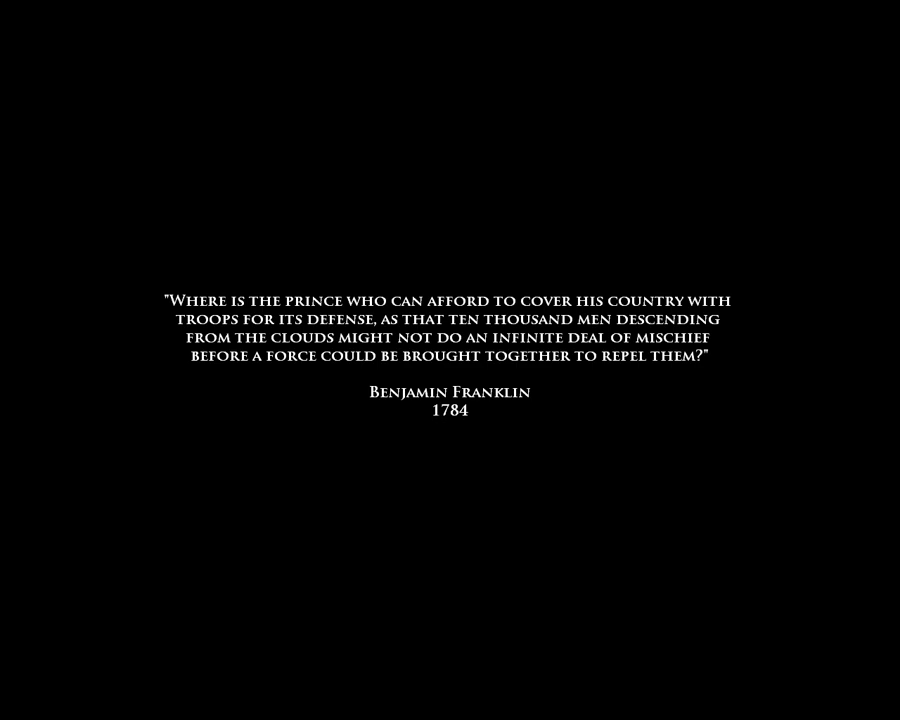 "Where is the prince who can afford to cover his country with
troops for its defense, as that ten thousand men descending
from the clouds might not do an infinite deal of mischief
before a force could be brought together to repel them?"
Benjamin Franklin
1784